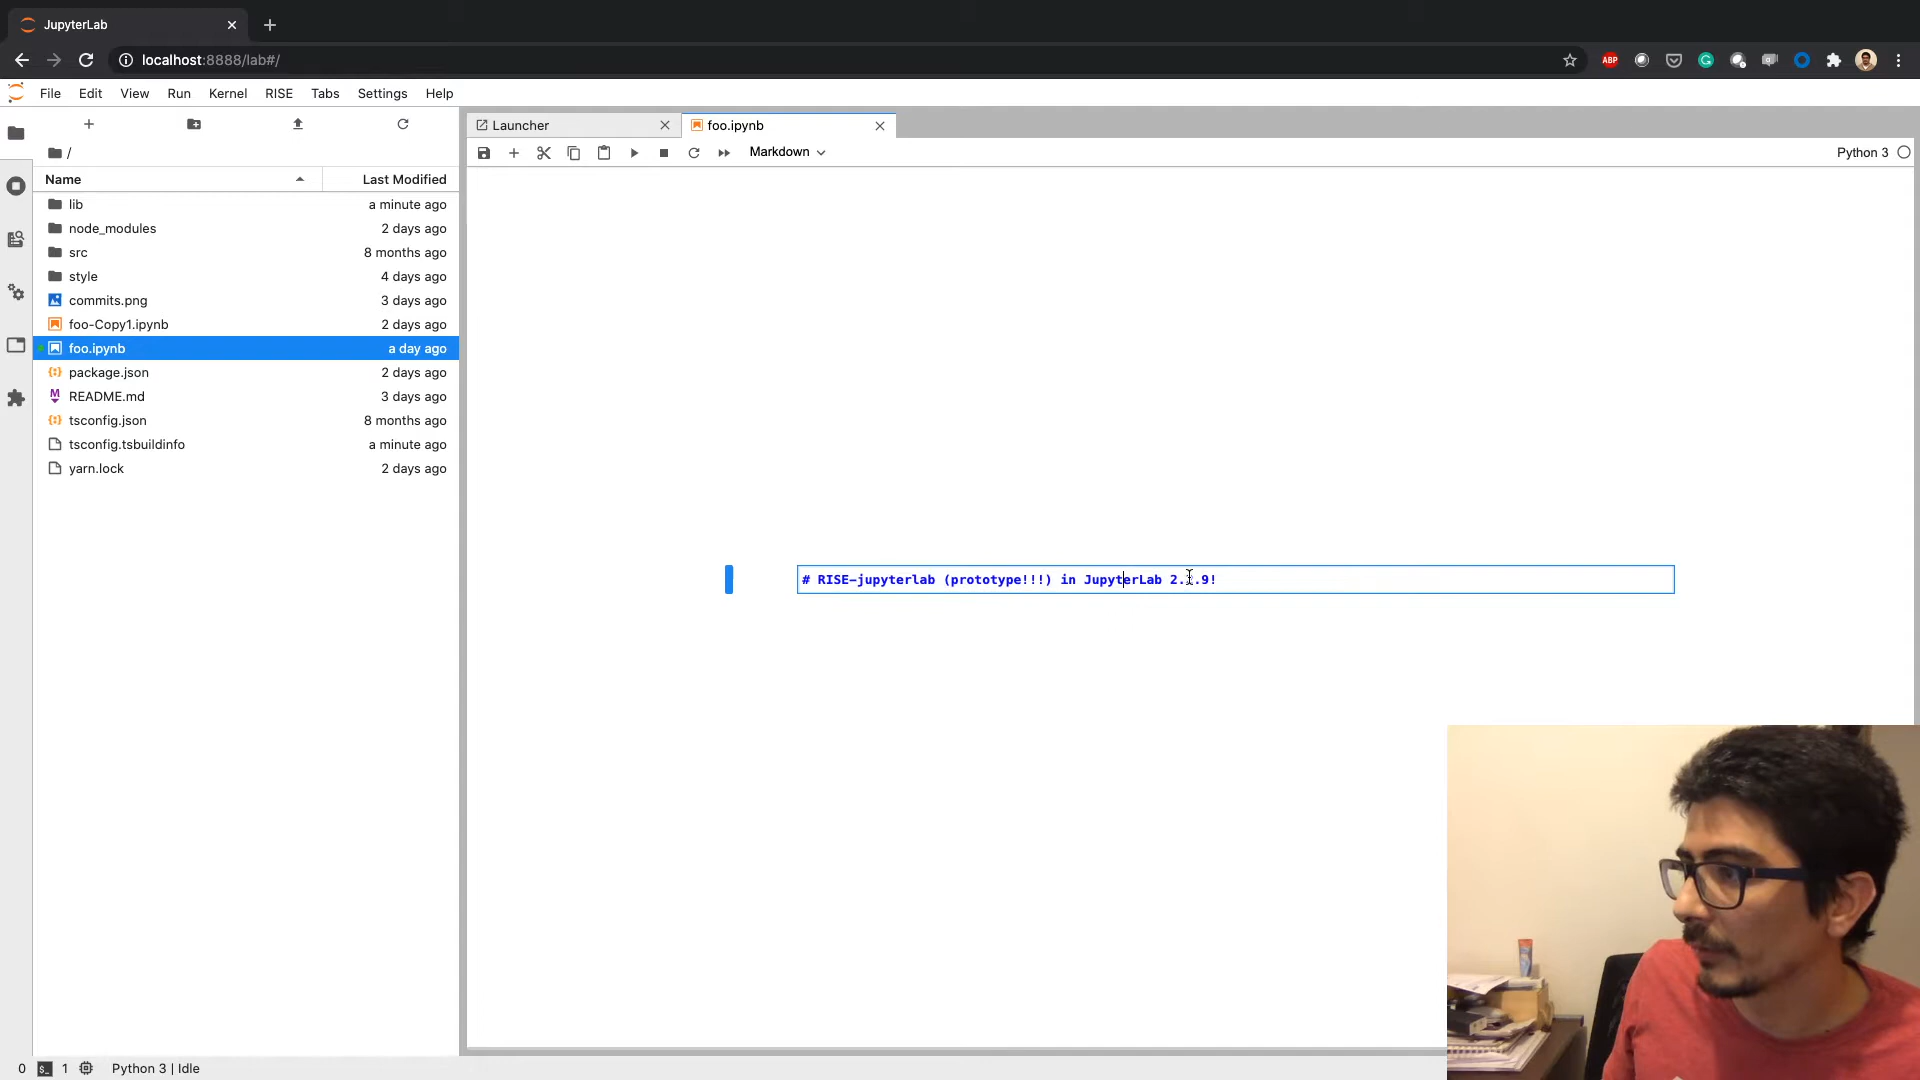 JupyterLab
localhost:8888/lab#/
ABP
File Edit View Run Kernel RISE Tabs Settings Help
Launcher
foo.ipynb
/
Markdown
Python 3
Name Last Modified
lib a minute ago
node_modules 2 days ago
src 8 months ago
style 4 days ago
commits.png 3 days ago
foo-Copy1.ipynb 2 days ago
foo.ipynb a day ago
package.json 2 days ago
README.md 3 days ago
tsconfig.json 8 months ago
tsconfig.tsbuildinfo a minute ago
yarn.lock 2 days ago
# RISE-jupyterlab (prototype!!!) in JupyterLab
0 1 Python 3 | Idle